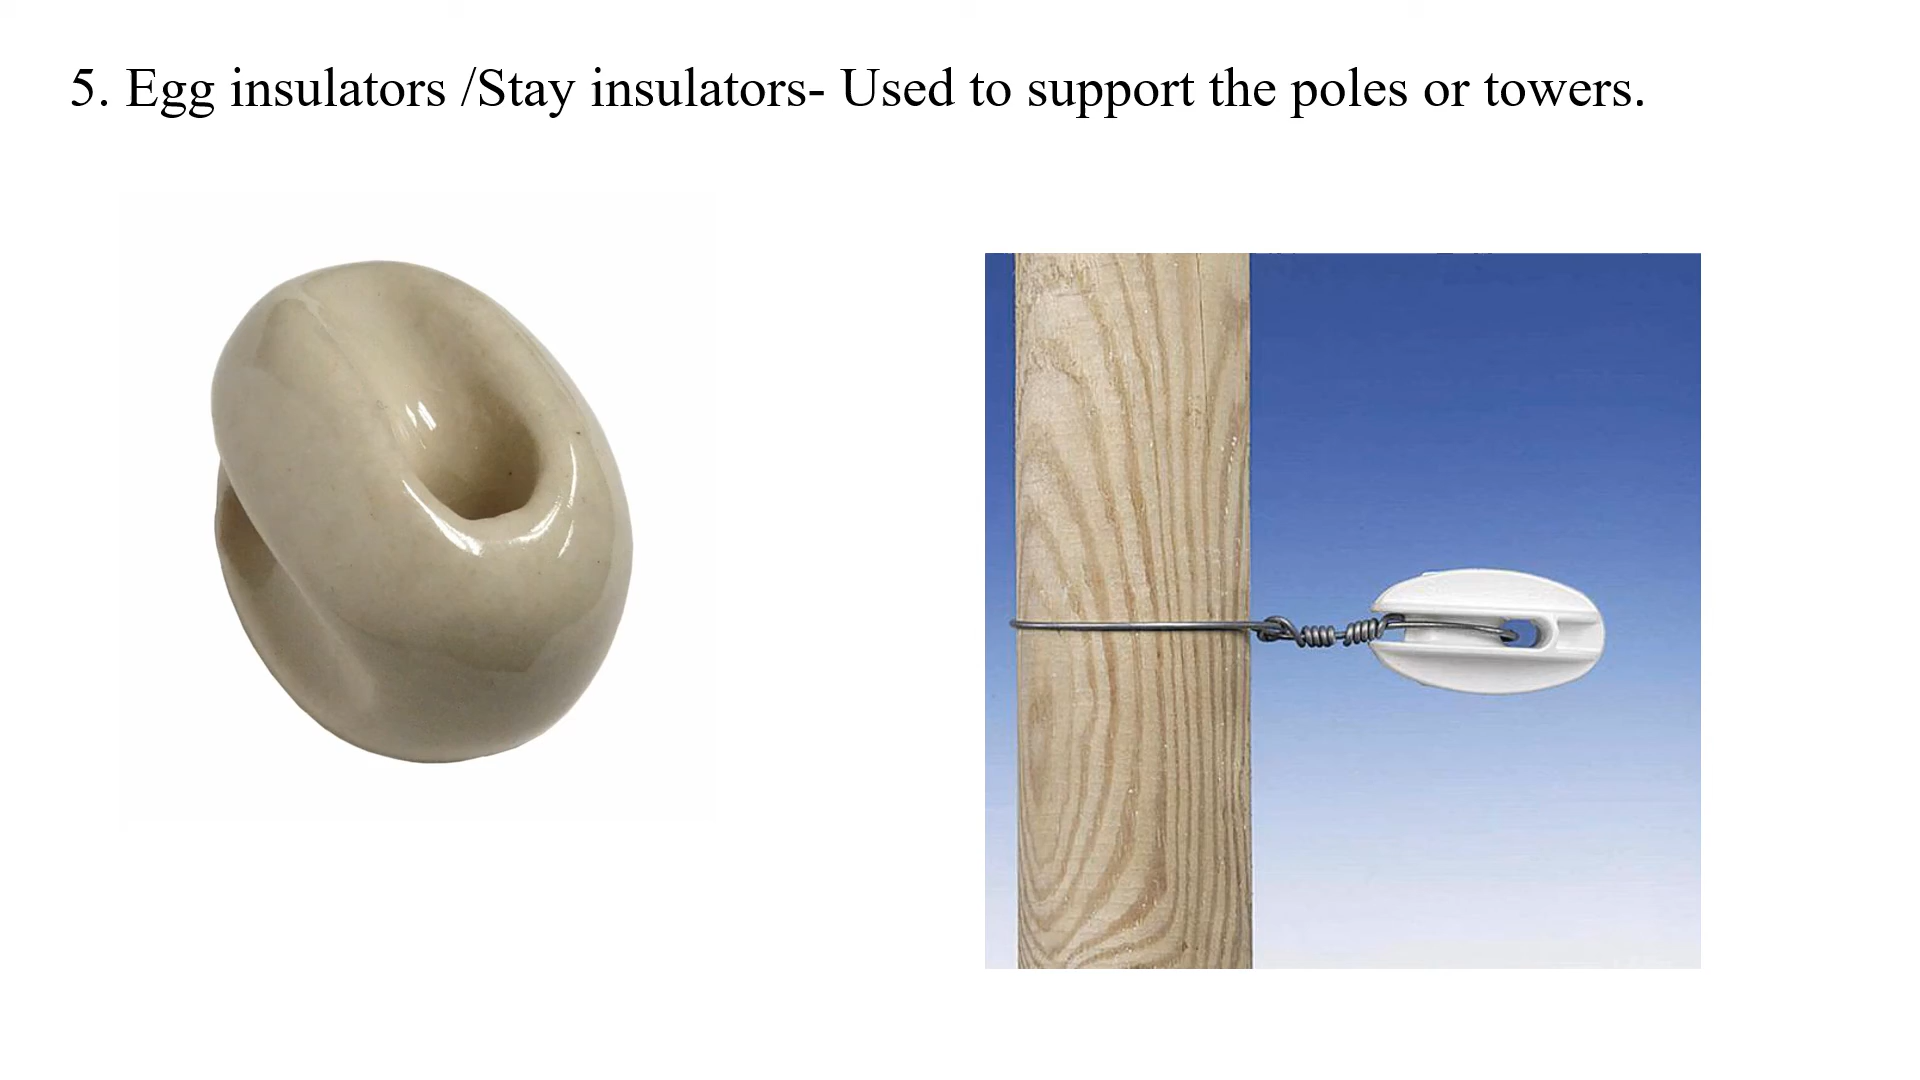 5. Egg insulators /Stay insulators- Used to support the poles or towers.